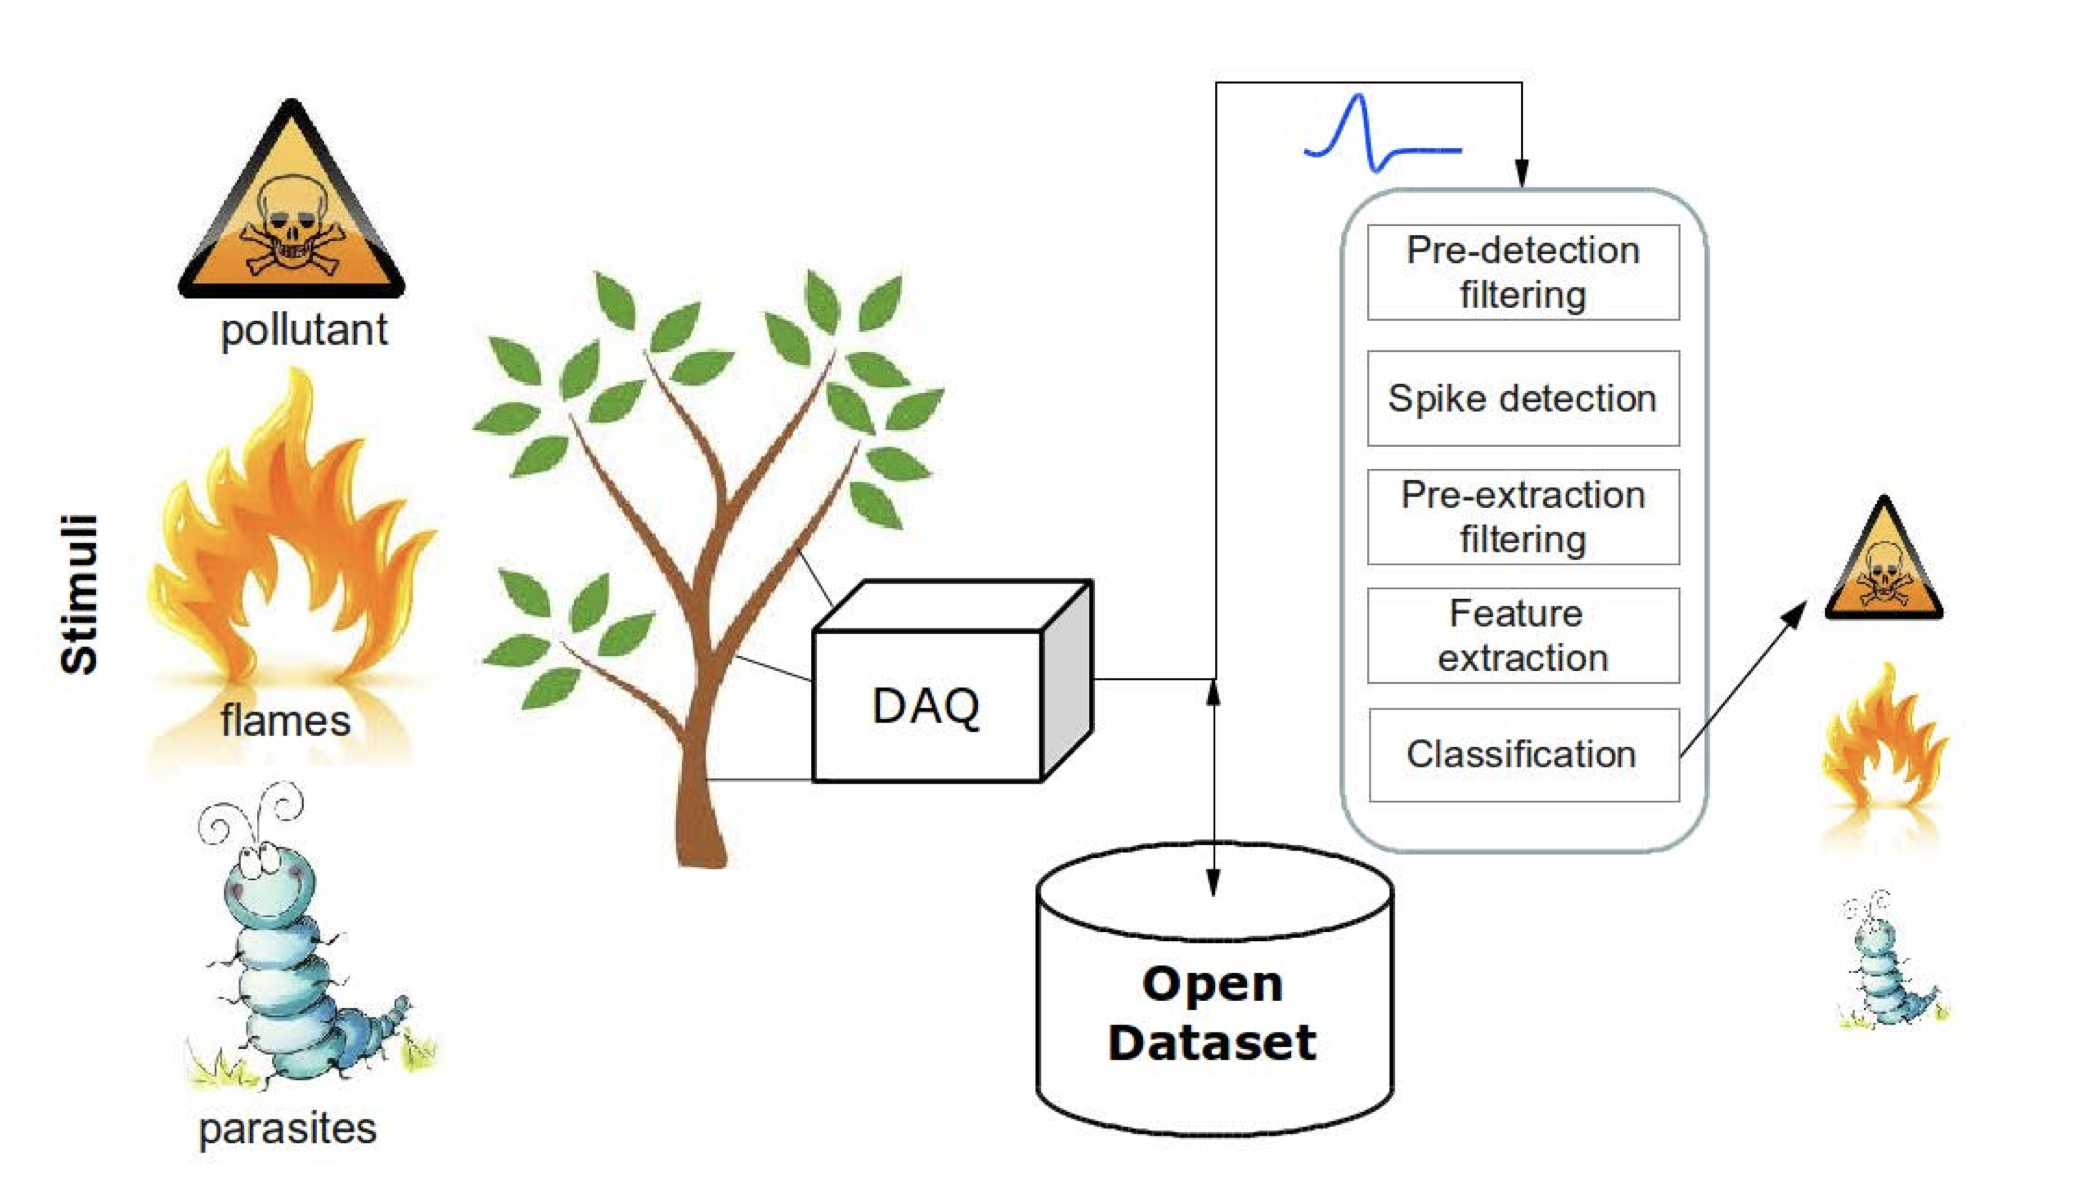 Stimuli
pollutant
flames
parasites
DAQ
Open
Dataset
Pre-detection
filtering
Spike detection
Pre-extraction
filtering
Feature
extraction
Classification